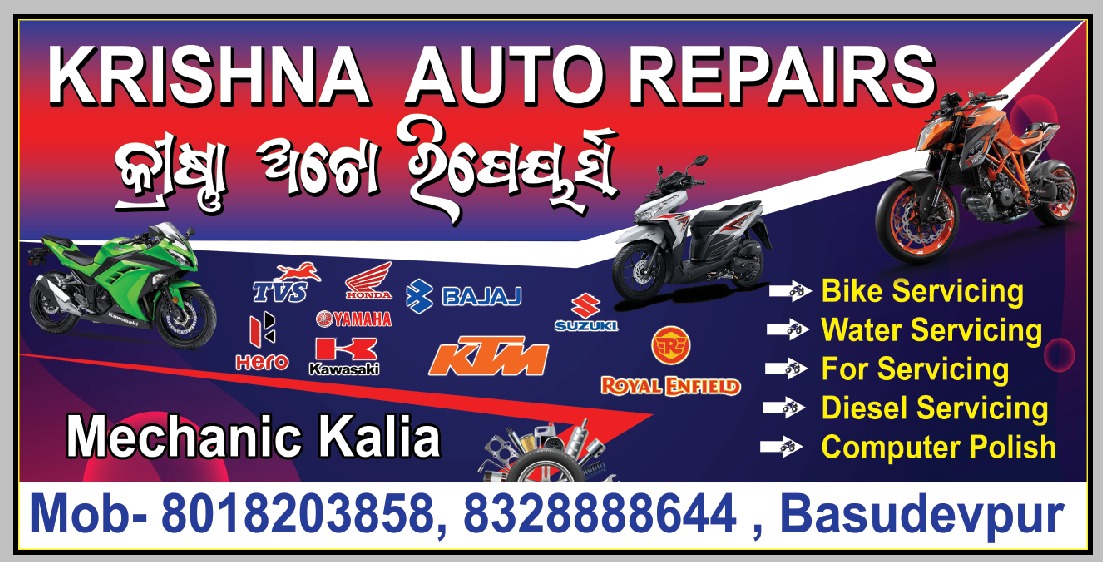 KRISHNA AUTO REPAIRS
କ୍ରୀଷ୍ଣା ଅଟୋ ରିପେୟର୍ସ
TVS HONDA BAJAJ
SUZUKI
YAMAHA
Hero Kawasaki KTM
ROYAL ENFIELD
Bike Servicing
Water Servicing
For Servicing
Diesel Servicing
Computer Polish
Mechanic Kalia
Mob- 8018203858, 8328888644 , Basudevpur